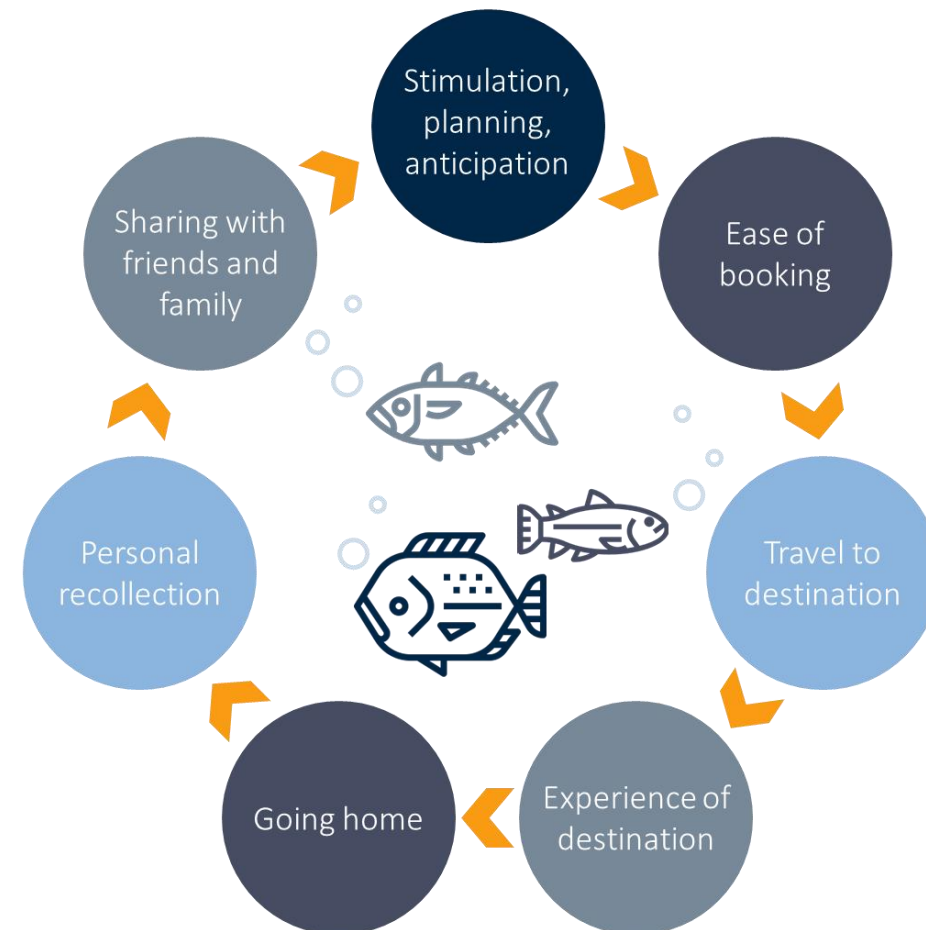 Stimulation,
planning,
anticipation
Ease of
booking
Travel to
destination
Experience of
destination
Going home
Personal
recollection
Sharing with
friends and
family